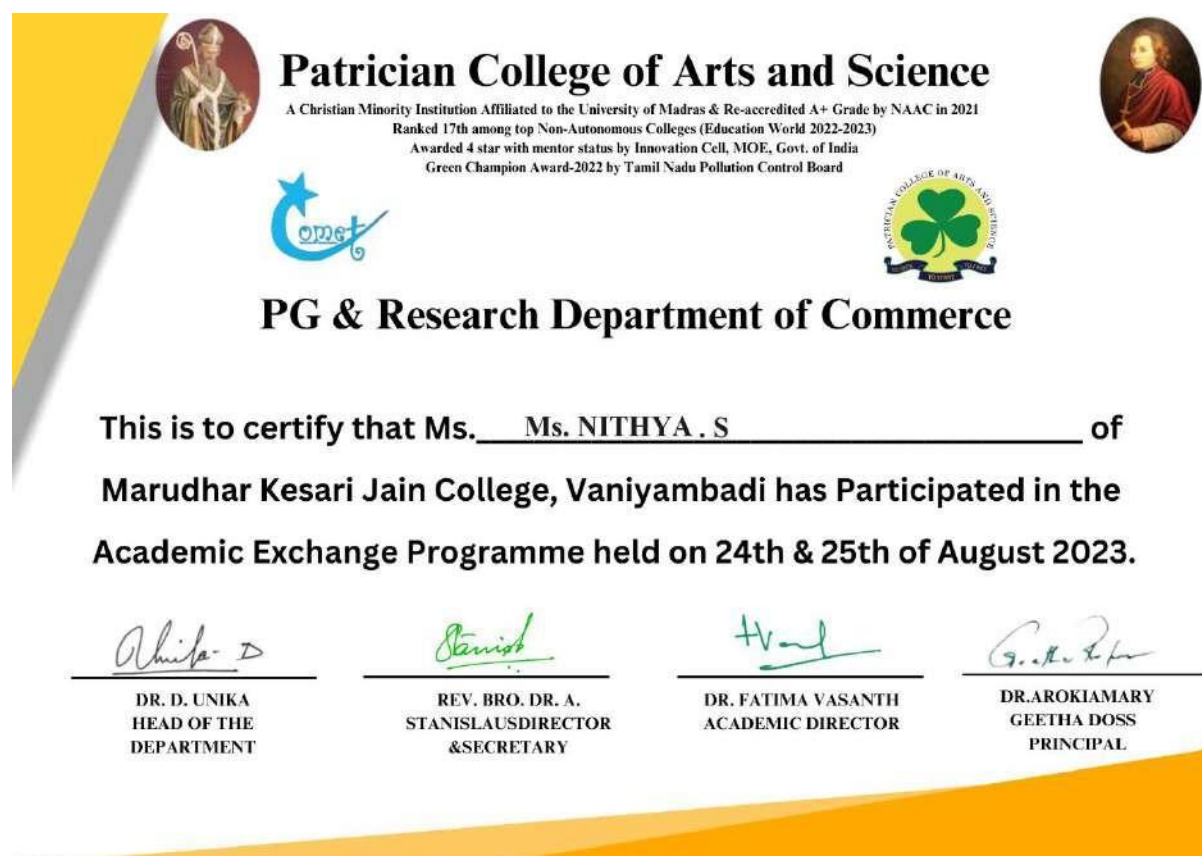 Patrician College of Arts and Science
A Christian Minority Institution Affiliated to the University of Madras & Re-accredited A+ Grade by NAAC in 2021
Ranked 17th among top Non-Autonomous Colleges (Education World 2022-2023)
Awarded 4 star with mentor status by Innovation Cell, MOE, Govt. of India
Green Champion Award-2022 by Tamil Nadu Pollution Control Board
Comet
PATRICIAN COLLEGE OF ARTS AND SCIENCE
PG & Research Department of Commerce
This is to certify that Ms. Ms. NITHYA . S of
Marudhar Kesari Jain College, Vaniyambadi has Participated in the
Academic Exchange Programme held on 24th & 25th of August 2023.
Unika- D
DR. D. UNIKA
HEAD OF THE
DEPARTMENT
REV. BRO. DR. A.
STANISLAUSDIRECTOR
&SECRETARY
DR. FATIMA VASANTH
ACADEMIC DIRECTOR
DR.AROKIAMARY
GEETHA DOSS
PRINCIPAL